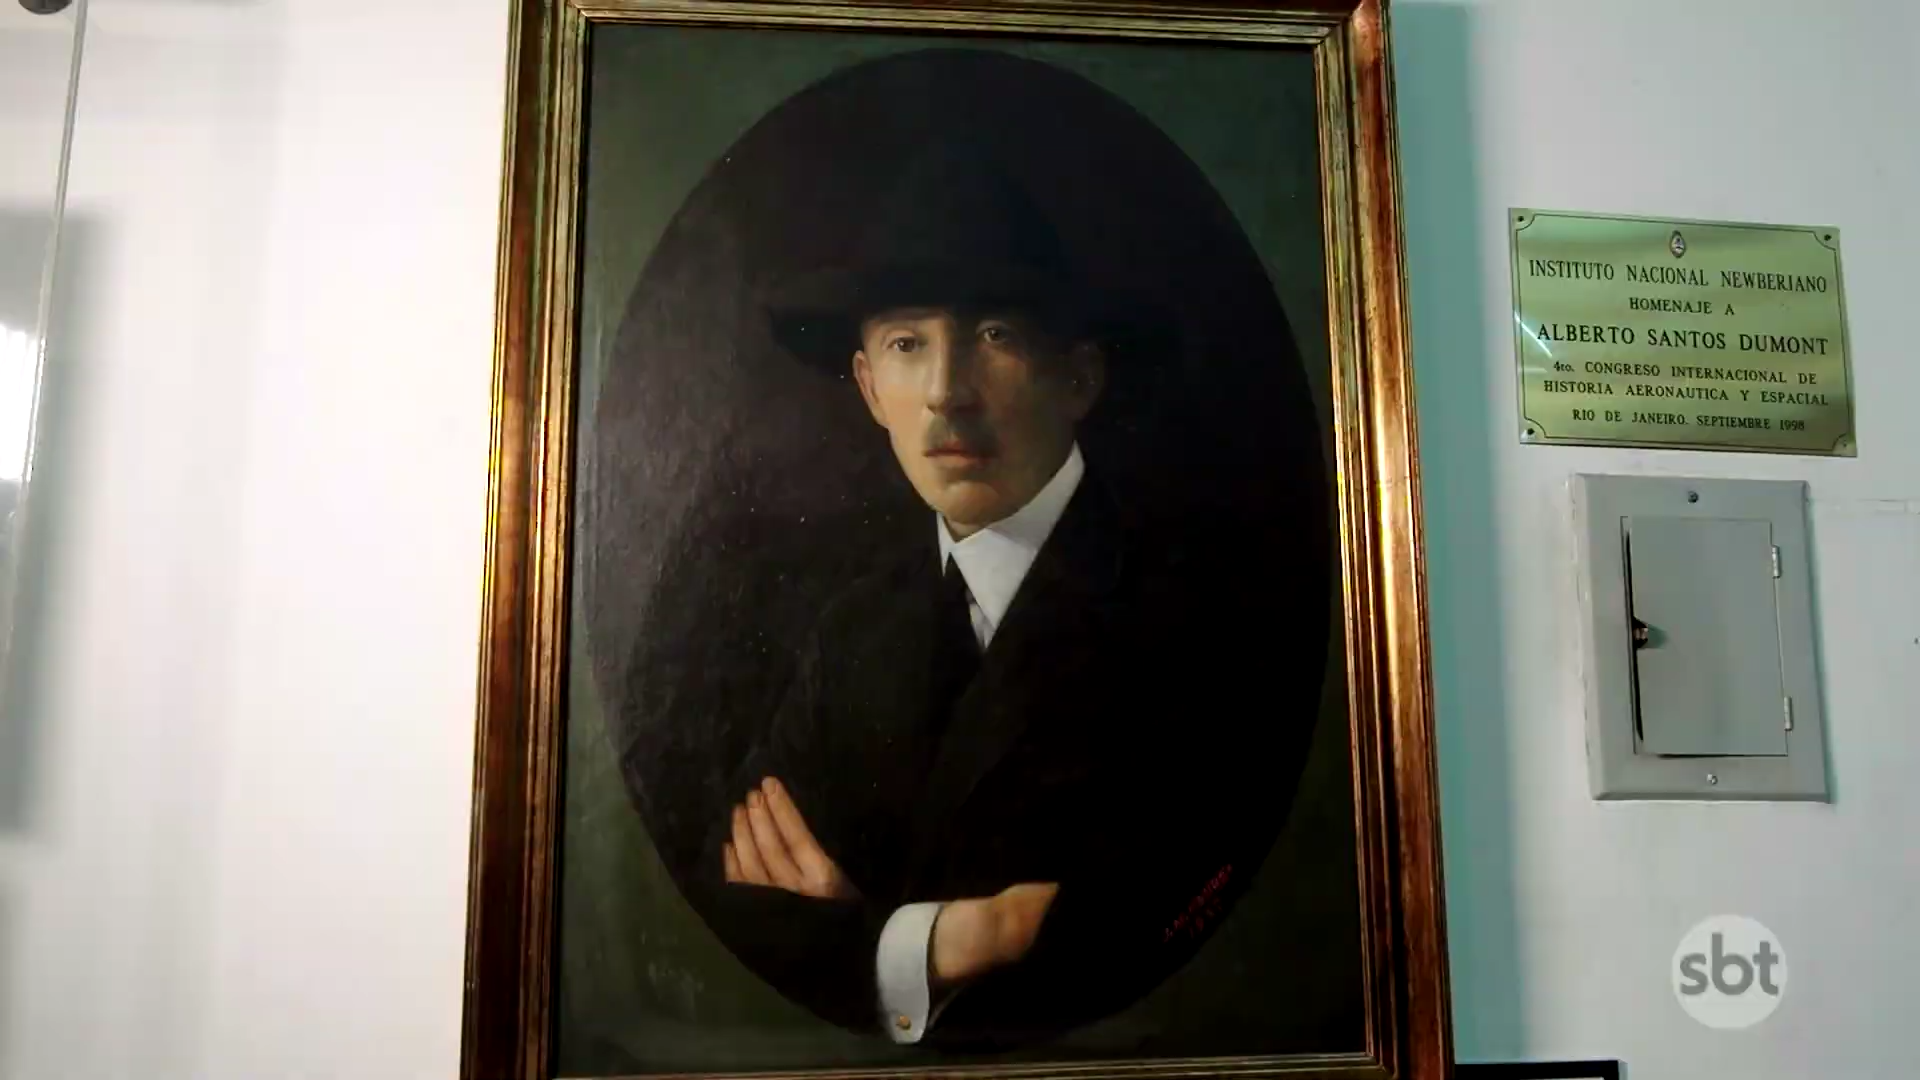 INSTITUTO NACIONAL NEWBERIANO
HOMENAJE A
ALBERTO SANTOS DUMONT
4to. CONGRESO INTERNACIONAL DE
HISTORIA AERONAUTICA Y ESPACIAL
RIO DE JANEIRO. SEPTIEMBRE 1998
sbt